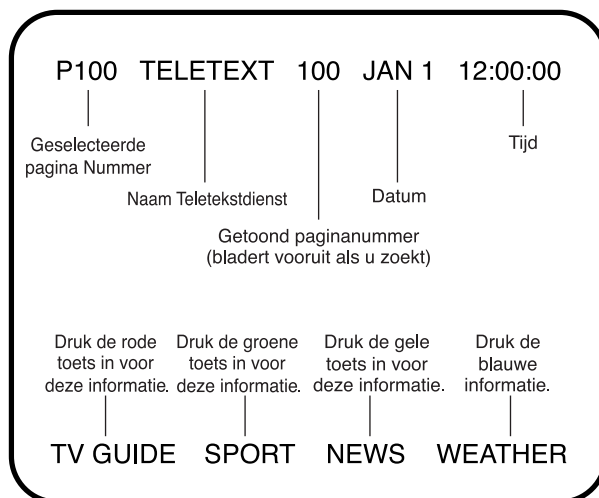 P100 TELETEXT 100 JAN 1 12:00:00
Geselecteerde
pagina Nummer
Tijd
Naam Teletekstdienst
Datum
Getoond paginanummer
(bladert vooruit als u zoekt)
Druk de rode
toets in voor
deze informatie.
Druk de groene
toets in voor
deze informatie.
Druk de gele
toets in voor
deze informatie.
Druk de
blauwe
informatie.
TV GUIDE SPORT NEWS WEATHER